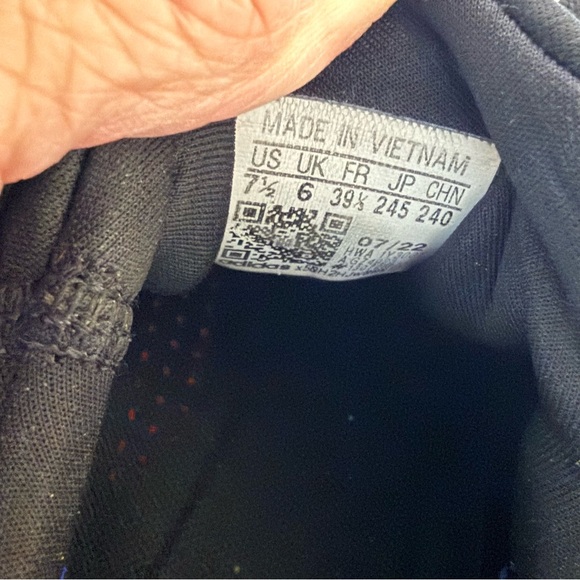 MADE IN VIETNAM
US UK FR JP CHN
7½ 6 39⅓ 245 240
07/22
adidas